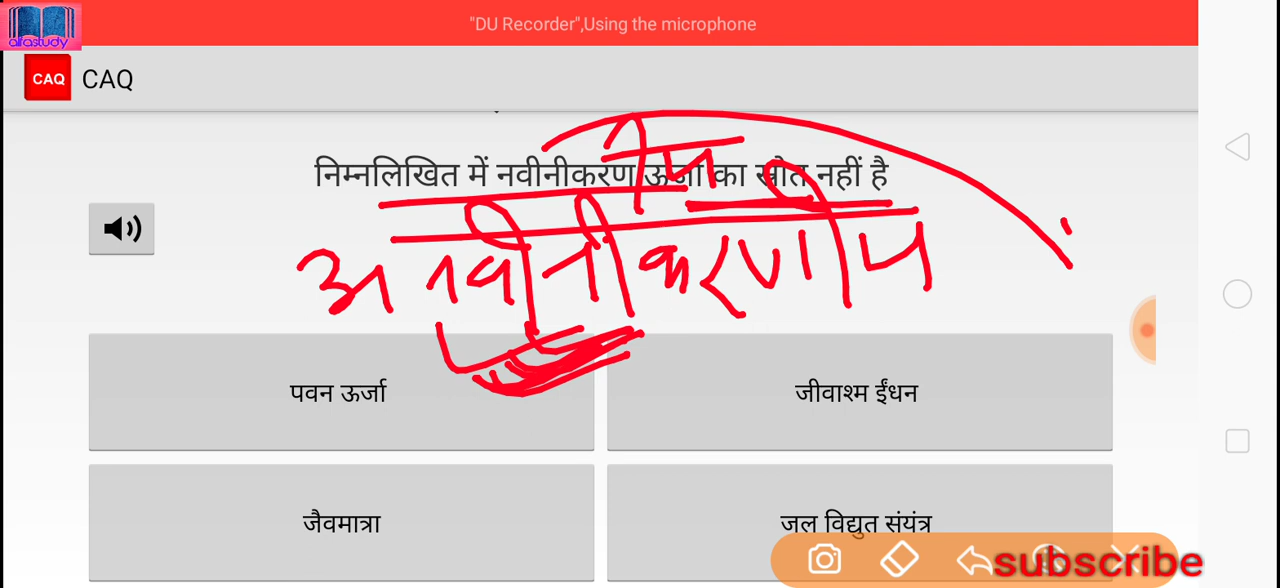 alfastudy
"DU Recorder",Using the microphone
CAQ CAQ
निम्नलिखित में नवीनीकरण ऊर्जा का स्रोत नहीं है
अनवीनीकरणीय
पवन ऊर्जा
जीवाश्म ईंधन
जैवमात्रा
जल विद्युत संयंत्र
subscribe